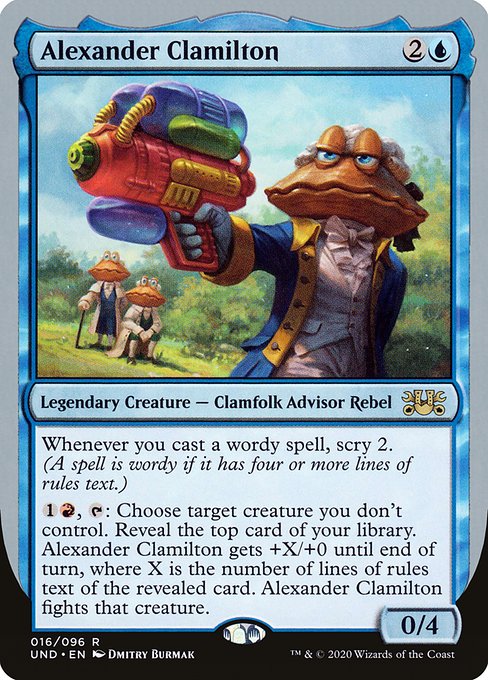 Alexander Clamilton 2
Legendary Creature — Clamfolk Advisor Rebel
Whenever you cast a wordy spell, scry 2.
(A spell is wordy if it has four or more lines of
rules text.)
1, : Choose target creature you don’t
control. Reveal the top card of your library.
Alexander Clamilton gets +X/+0 until end of
turn, where X is the number of lines of rules
text of the revealed card. Alexander Clamilton
fights that creature.
0/4
016/096 R
UND • EN Dmitry Burmak
™ & © 2020 Wizards of the Coast